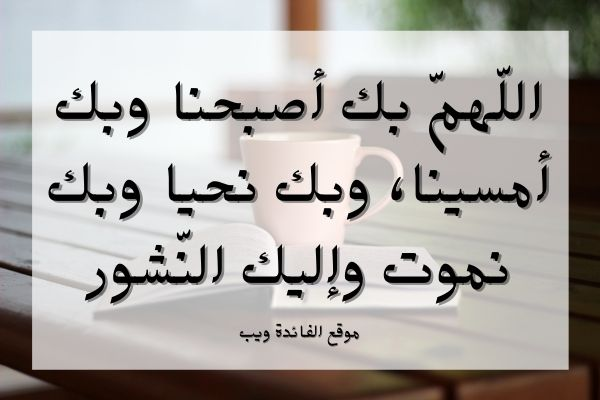 اللّهمّ بك أصبحنا وبك
أمسينا، وبك نحيا وبك
نموت وإليك النّشور
موقع الفائدة ويب